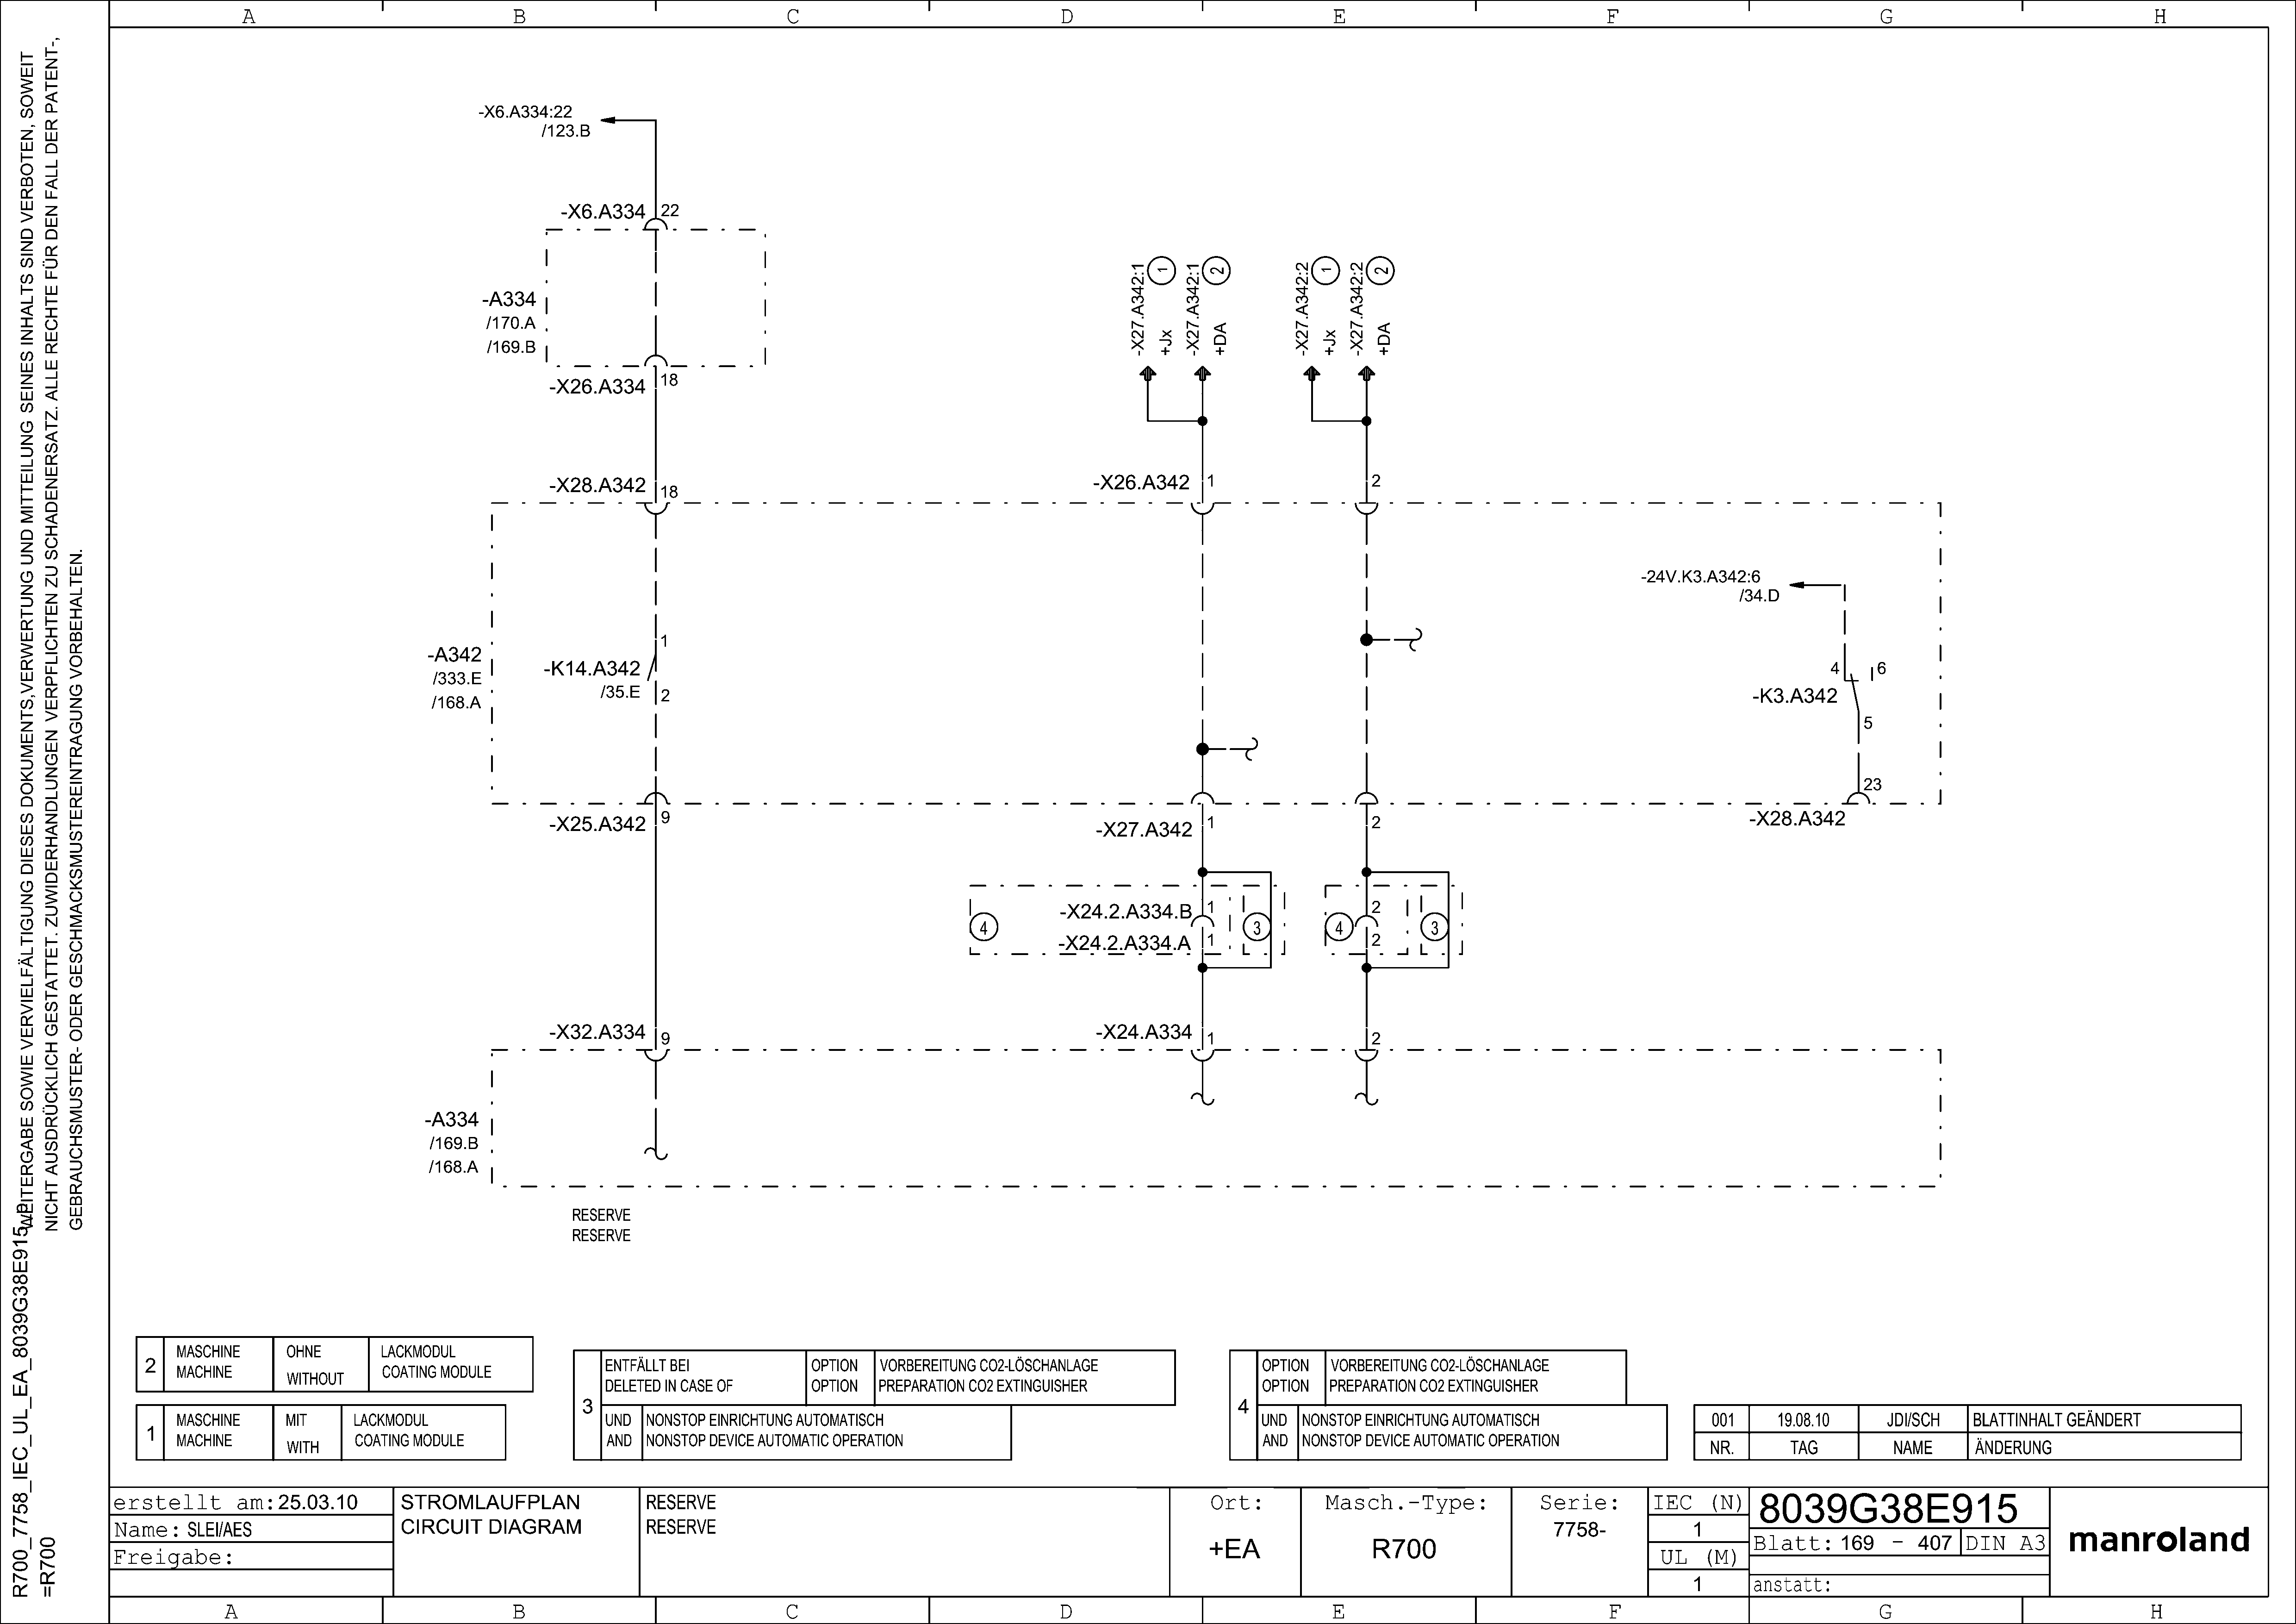 A B C D E F G H
WEITERGABE SOWIE VERVIELFÄLTIGUNG DIESES DOKUMENTS,VERWERTUNG UND MITTEILUNG SEINES INHALTS SIND VERBOTEN, SOWEIT
NICHT AUSDRÜCKLICH GESTATTET. ZUWIDERHANDLUNGEN VERPFLICHTEN ZU SCHADENERSATZ. ALLE RECHTE FÜR DEN FALL DER PATENT-,
GEBRAUCHSMUSTER- ODER GESCHMACKSMUSTEREINTRAGUNG VORBEHALTEN.
=R700
-X6.A334:22
/123.B
-X6.A334 22
-A334
/170.A
/169.B
-X26.A334 18
-X27.A342:1 1 -X27.A342:1 2 -X27.A342:2 1 -X27.A342:2 2
+Jx +DA +Jx +DA
-X28.A342 18
-X26.A342 1 2
-24V.K3.A342:6
/34.D
-A342
/333.E
/168.A
1
-K14.A342
/35.E
2
4 6
-K3.A342
5
23
-X28.A342
-X25.A342 9
-X27.A342 1 2
4 -X24.2.A334.B 1 3 4 2 3
-X24.2.A334.A 1 2
-X32.A334 9
-X24.A334 1 2
-A334
/169.B
/168.A
RESERVE
RESERVE
2 MASCHINE OHNE LACKMODUL
MACHINE WITHOUT COATING MODULE
1 MASCHINE MIT LACKMODUL
MACHINE WITH COATING MODULE
3 ENTFÄLLT BEI OPTION VORBEREITUNG CO2-LÖSCHANLAGE
DELETED IN CASE OF OPTION PREPARATION CO2 EXTINGUISHER
UND NONSTOP EINRICHTUNG AUTOMATISCH
AND NONSTOP DEVICE AUTOMATIC OPERATION
4 OPTION VORBEREITUNG CO2-LÖSCHANLAGE
OPTION PREPARATION CO2 EXTINGUISHER
UND NONSTOP EINRICHTUNG AUTOMATISCH
AND NONSTOP DEVICE AUTOMATIC OPERATION
001 19.08.10 JDI/SCH BLATTINHALT GEÄNDERT
NR. TAG NAME ÄNDERUNG
erstellt am: 25.03.10
Name: SLEI/AES
Freigabe:
STROMLAUFPLAN
CIRCUIT DIAGRAM
RESERVE
RESERVE
Ort:
+EA
Masch.-Type:
R700
Serie:
7758-
IEC (N)
1
UL (M)
1
8039G38E915
Blatt: 169 - 407 DIN A3
anstatt:
manroland
A B C D E F G H